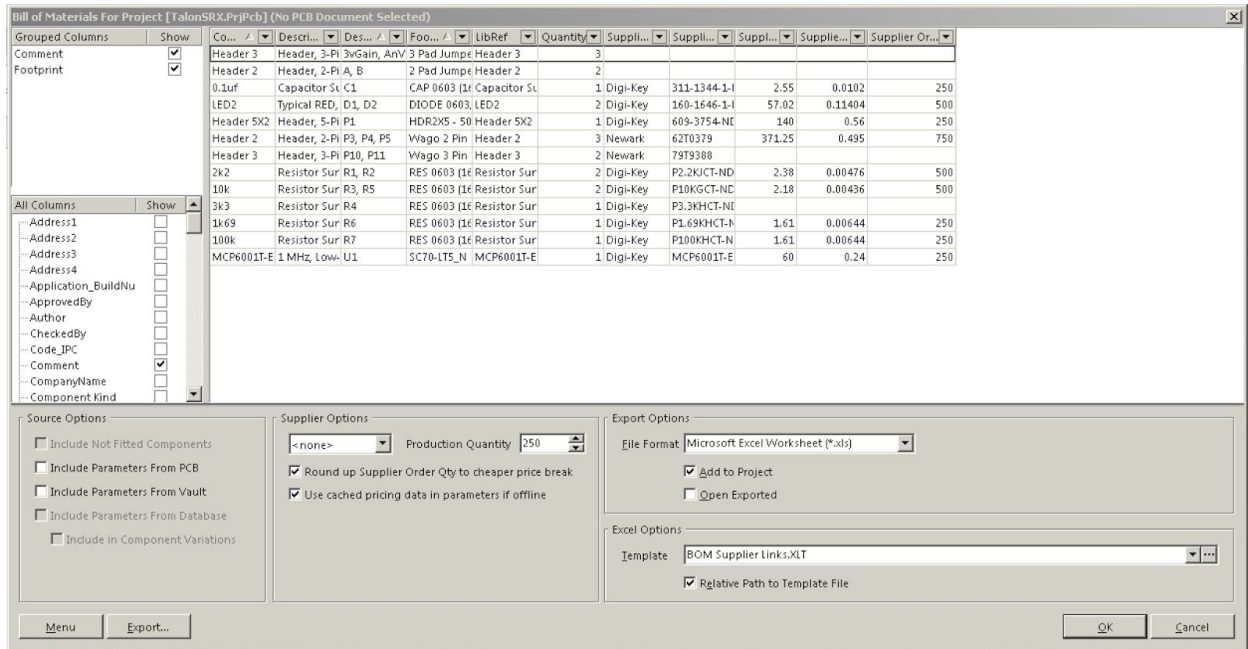 Bill of Materials For Project [TalonSRX.PrjPcb] (No PCB Document Selected)
Grouped Columns Show
Comment
Footprint
All Columns Show
Address1
Address2
Address3
Address4
Application_BuildNu
ApprovedBy
Author
CheckedBy
Code_IPC
Comment
CompanyName
Component Kind
Co... Descri... Des... Foo... LibRef Quantity Suppli... Suppli... Suppl... Supplie... Supplier Or...
Header 3 Header, 3-Pi 3vGain, AnV 3 Pad Jumpe Header 3 3
Header 2 Header, 2-Pi A, B 2 Pad Jumpe Header 2 2
0.1uf Capacitor Su C1 CAP 0603 (16 Capacitor Su 1 Digi-Key 311-1344-1- 2.55 0.0102 250
LED2 Typical RED, D1, D2 DIODE 0603, LED2 2 Digi-Key 160-1646-1- 57.02 0.11404 500
Header 5X2 Header, 5-Pi P1 HDR2X5 - 50 Header 5X2 1 Digi-Key 609-3754-ND 140 0.56 250
Header 2 Header, 2-Pi P3, P4, P5 Wago 2 Pin Header 2 3 Newark 62T0379 371.25 0.495 750
Header 3 Header, 3-Pi P10, P11 Wago 3 Pin Header 3 2 Newark 79T9388
2k2 Resistor Sur R1, R2 RES 0603 (16 Resistor Sur 2 Digi-Key P2.2KJCT-ND 2.38 0.00476 500
10k Resistor Sur R3, R5 RES 0603 (16 Resistor Sur 2 Digi-Key P10KGCT-ND 2.18 0.00436 500
3k3 Resistor Sur R4 RES 0603 (16 Resistor Sur 1 Digi-Key P3.3KHCT-ND
1k69 Resistor Sur R6 RES 0603 (16 Resistor Sur 1 Digi-Key P1.69KHCT-N 1.61 0.00644 250
100k Resistor Sur R7 RES 0603 (16 Resistor Sur 1 Digi-Key P100KHCT-N 1.61 0.00644 250
MCP6001T-E 1 MHz, Low- U1 SC70-LT5_N MCP6001T-E 1 Digi-Key MCP6001T-E 60 0.24 250
Source Options
Include Not Fitted Components
Include Parameters From PCB
Include Parameters From Vault
Include Parameters From Database
Include in Component Variations
Supplier Options
<none> Production Quantity 250
Round up Supplier Order Qty to cheaper price break
Use cached pricing data in parameters if offline
Export Options
File Format Microsoft Excel Worksheet (*.xls)
Add to Project
Open Exported
Excel Options
Template BOM Supplier Links.XLT
Relative Path to Template File
Menu Export... OK Cancel